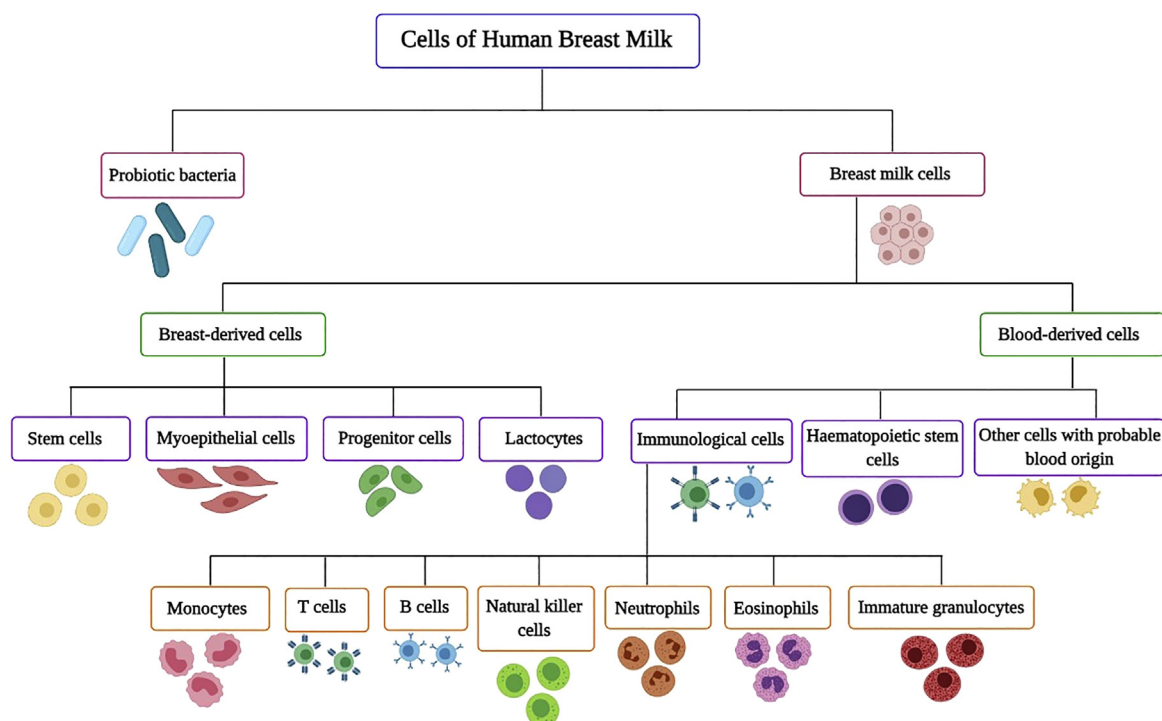 Cells of Human Breast Milk
Probiotic bacteria
Breast milk cells
Breast-derived cells
Blood-derived cells
Stem cells
Myoepithelial cells
Progenitor cells
Lactocytes
Immunological cells
Haematopoietic stem
cells
Other cells with probable
blood origin
Monocytes
T cells
B cells
Natural killer
cells
Neutrophils
Eosinophils
Immature granulocytes